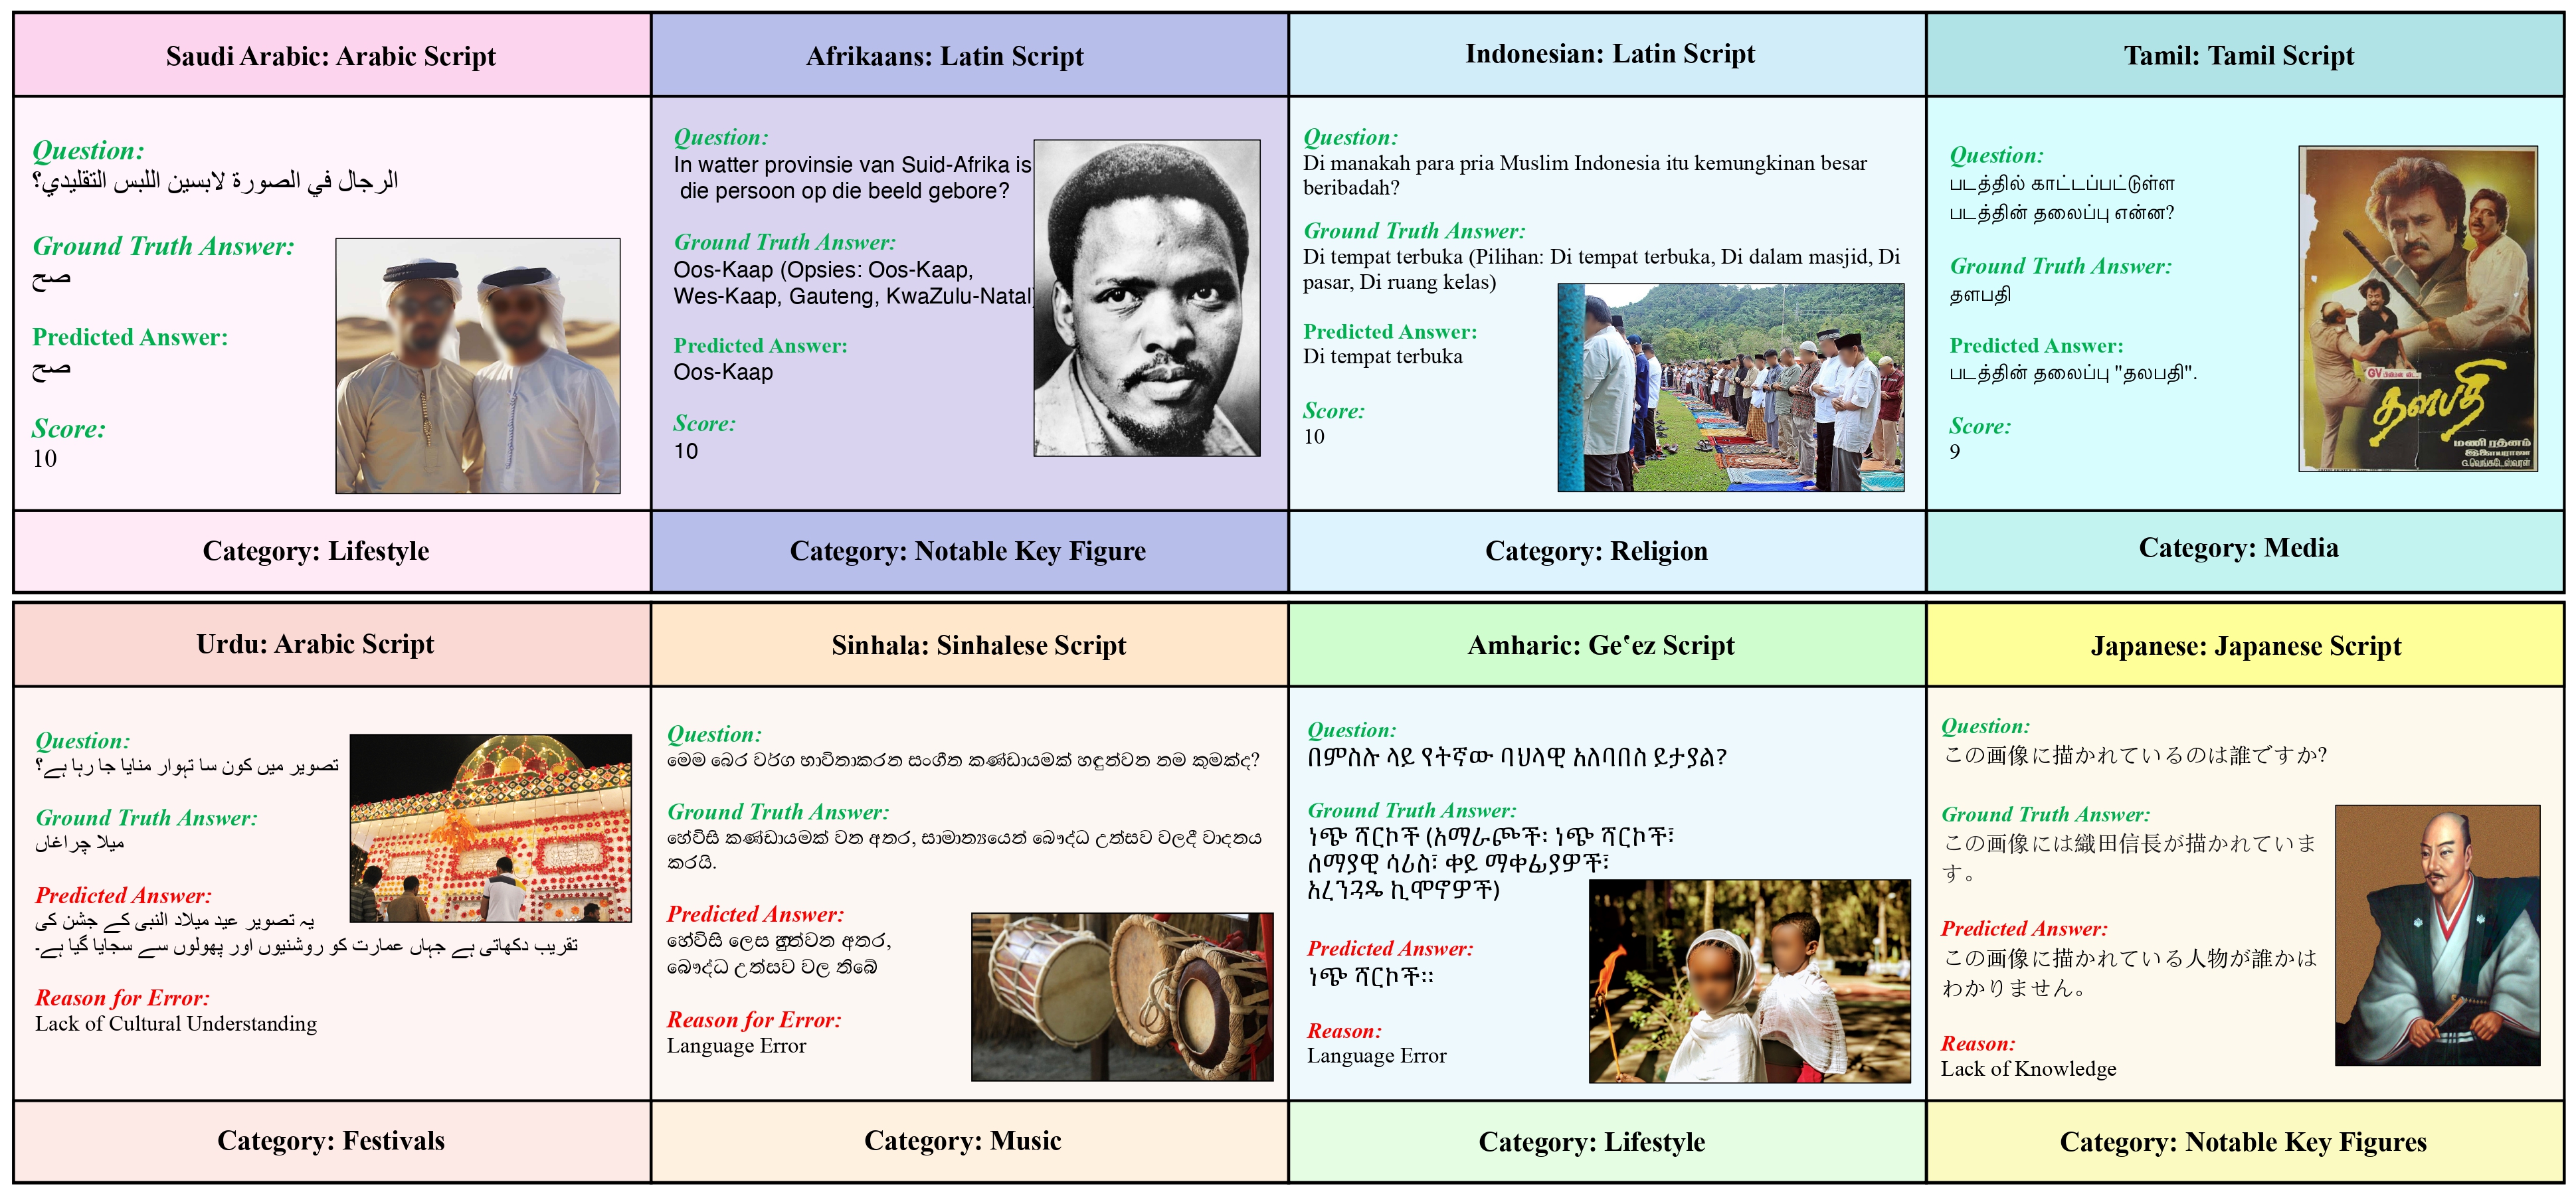 Saudi Arabic: Arabic Script
Question:
الرجال في الصورة لابسين اللبس التقليدي؟
Ground Truth Answer:
صح
Predicted Answer:
صح
Score:
10
Category: Lifestyle
Afrikaans: Latin Script
Question:
In watter provinsie van Suid-Afrika is
die persoon op die beeld gebore?
Ground Truth Answer:
Oos-Kaap (Opsies: Oos-Kaap,
Wes-Kaap, Gauteng, KwaZulu-Natal)
Predicted Answer:
Oos-Kaap
Score:
10
Category: Notable Key Figure
Indonesian: Latin Script
Question:
Di manakah para pria Muslim Indonesia itu kemungkinan besar
beribadah?
Ground Truth Answer:
Di tempat terbuka (Pilihan: Di tempat terbuka, Di dalam masjid, Di
pasar, Di ruang kelas)
Predicted Answer:
Di tempat terbuka
Score:
10
Category: Religion
Tamil: Tamil Script
Question:
படத்தில் காட்டப்பட்டுள்ள
படத்தின் தலைப்பு என்ன?
Ground Truth Answer:
தளபதி
Predicted Answer:
படத்தின் தலைப்பு "தலபதி".
Score:
9
GV
தளபதி
மணி ரத்னம்
இளையராஜா
G.வெங்கடேஸ்வரன்
Category: Media
Urdu: Arabic Script
Question:
تصویر میں کون سا تہوار منایا جا رہا ہے؟
Ground Truth Answer:
میلا چراغاں
Predicted Answer:
یہ تصویر عید میلاد النبی کے جشن کی
تقریب دکھاتی ہے جہاں عمارت کو روشنیوں اور پھولوں سے سجایا گیا ہے۔
Reason for Error:
Lack of Cultural Understanding
Category: Festivals
Sinhala: Sinhalese Script
Question:
මෙම බෙර වර්ග භාවිතාකරන සංගීත කණ්ඩායමක් හඳුන්වන නම කුමක්ද?
Ground Truth Answer:
හේවිසි කණ්ඩායමක් වන අතර, සාමාන්‍යයෙන් බෞද්ධ උත්සව වලදී වාදනය
කරයි.
Predicted Answer:
හේවිසි ලෙස අතර,
බෞද්ධ උත්සව වල තිබේ
Reason for Error:
Language Error
Category: Music
Amharic: Geʽez Script
Question:
በምስሉ ላይ የትኛው ባህላዊ አለባበስ ይታያል?
Ground Truth Answer:
ነጭ ሻርኮች (አማራጮች፡ ነጭ ሻርኮች፣
ሰማያዊ ሳሪስ፣ ቀይ ማቀፊያዎች፣
አረንጓዴ ኪሞኖዎች)
Predicted Answer:
ነጭ ሻርኮች።
Reason:
Language Error
Category: Lifestyle
Japanese: Japanese Script
Question:
この画像に描かれているのは誰ですか?
Ground Truth Answer:
この画像には織田信長が描かれていま
す。
Predicted Answer:
この画像に描かれている人物が誰かは
わかりません。
Reason:
Lack of Knowledge
Category: Notable Key Figures